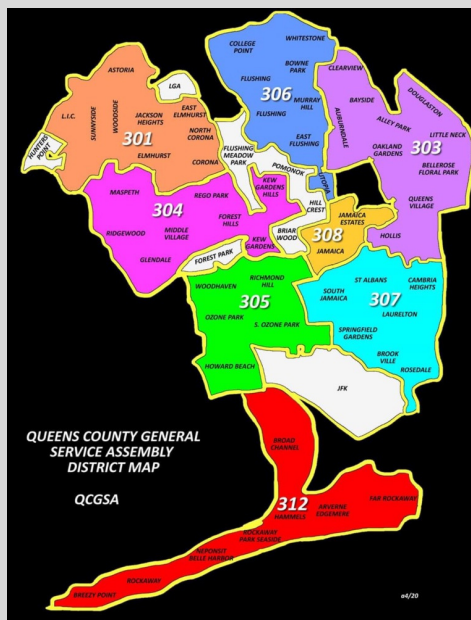 WHITESTONE
COLLEGE
POINT
BOWNE
PARK
FLUSHING
306
MURRAY
HILL
FLUSHING
EAST
FLUSHING
CLEARVIEW
BAYSIDE
DOUGLASTON
ALLEY PARK
AUBURNDALE
LITTLE NECK
OAKLAND
GARDENS
303
BELLEROSE
FLORAL PARK
QUEENS
VILLAGE
HOLLIS
ASTORIA
LGA
L.I.C.
SUNNYSIDE
WOODSIDE
JACKSON
HEIGHTS
EAST
ELMHURST
301
NORTH
CORONA
ELMHURST
CORONA
HUNTERS
POINT
FLUSHING
MEADOW
PARK
POMONOK
UTOPIA
HILL
CREST
BRIAR
WOOD
KEW
GARDENS
HILLS
MASPETH
REGO PARK
304
FOREST
HILLS
RIDGEWOOD
MIDDLE
VILLAGE
KEW
GARDENS
GLENDALE
FOREST PARK
JAMAICA
ESTATES
308
JAMAICA
WOODHAVEN
RICHMOND
HILL
305
OZONE PARK
S. OZONE PARK
HOWARD BEACH
ST ALBANS
CAMBRIA
HEIGHTS
SOUTH
JAMAICA
307
LAURELTON
SPRINGFIELD
GARDENS
BROOK
VILLE
ROSEDALE
JFK
QUEENS COUNTY GENERAL
SERVICE ASSEMBLY
DISTRICT MAP
QCGSA
BROAD
CHANNEL
312
HAMMELS
ARVERNE
EDGEMERE
FAR ROCKAWAY
ROCKAWAY
PARK SEASIDE
NEPONSIT
BELLE HARBOR
ROCKAWAY
BREEZY POINT
a4/20